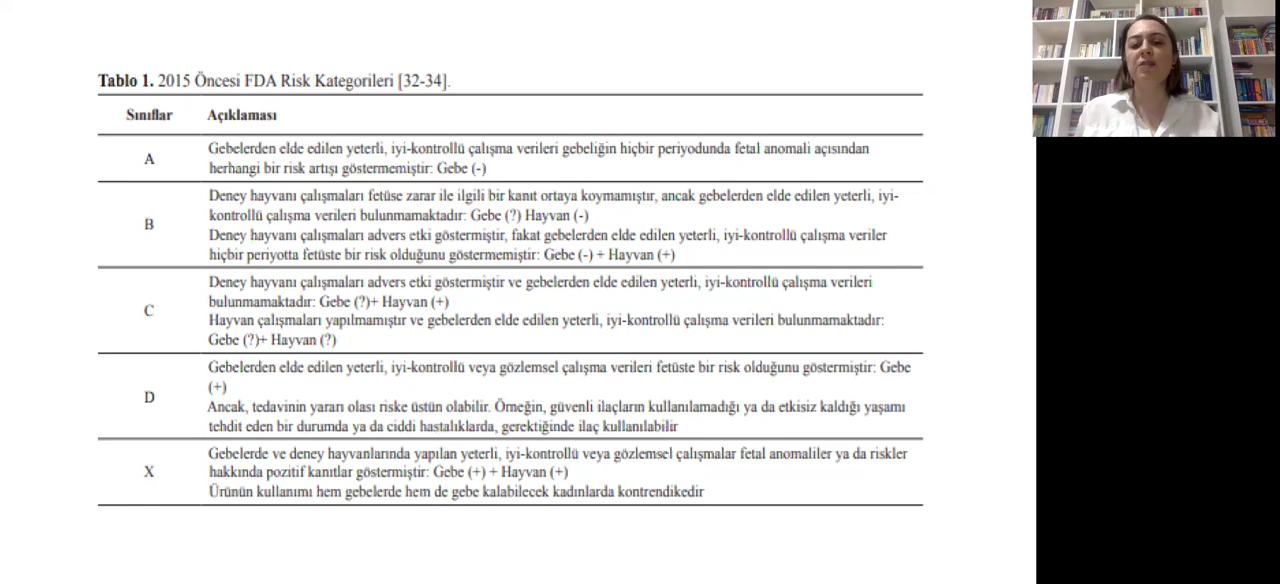 Tablo 1. 2015 Öncesi FDA Risk Kategorileri [32-34].
Sınıflar Açıklaması
A
Gebelerden elde edilen yeterli, iyi-kontrollü çalışma verileri gebeliğin hiçbir periyodunda fetal anomali açısından
herhangi bir risk artışı göstermemiştir: Gebe (-)
B
Deney hayvanı çalışmaları fetüse zarar ile ilgili bir kanıt ortaya koymamıştır, ancak gebelerden elde edilen yeterli, iyi-
kontrollü çalışma verileri bulunmamaktadır: Gebe (?) Hayvan (-)
Deney hayvanı çalışmaları advers etki göstermiştir, fakat gebelerden elde edilen yeterli, iyi-kontrollü çalışma veriler
hiçbir periyotta fetüste bir risk olduğunu göstermemiştir: Gebe (-) + Hayvan (+)
C
Deney hayvanı çalışmaları advers etki göstermiştir ve gebelerden elde edilen yeterli, iyi-kontrollü çalışma verileri
bulunmamaktadır: Gebe (?)+ Hayvan (+)
Hayvan çalışmaları yapılmamıştır ve gebelerden elde edilen yeterli, iyi-kontrollü çalışma verileri bulunmamaktadır:
Gebe (?)+ Hayvan (?)
D
Gebelerden elde edilen yeterli, iyi-kontrollü veya gözlemsel çalışma verileri fetüste bir risk olduğunu göstermiştir: Gebe
(+)
Ancak, tedavinin yararı olası riske üstün olabilir. Örneğin, güvenli ilaçların kullanılamadığı ya da etkisiz kaldığı yaşamı
tehdit eden bir durumda ya da ciddi hastalıklarda, gerektiğinde ilaç kullanılabilir
X
Gebelerde ve deney hayvanlarında yapılan yeterli, iyi-kontrollü veya gözlemsel çalışmalar fetal anomaliler ya da riskler
hakkında pozitif kanıtlar göstermiştir: Gebe (+) + Hayvan (+)
Ürünün kullanımı hem gebelerde hem de gebe kalabilecek kadınlarda kontrendikedir